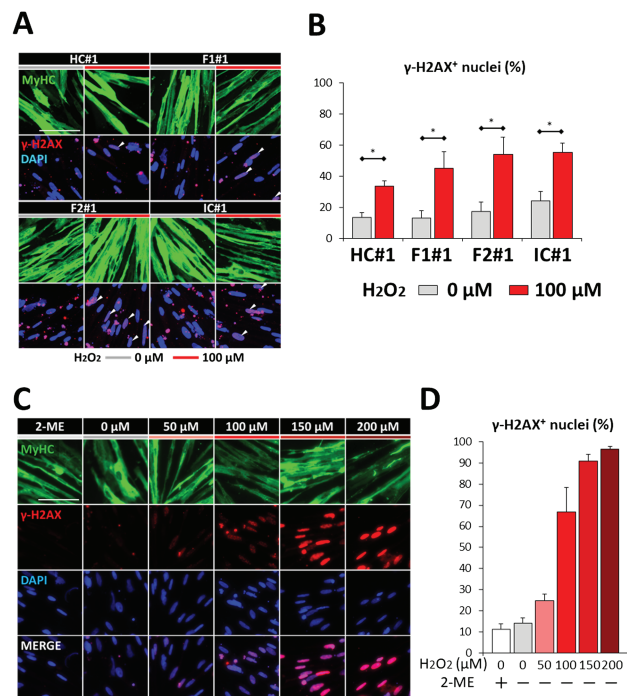 A
HC#1 F1#1
MyHC
γ-H2AX
DAPI
F2#1 IC#1
H2O2 0 μM 100 μM
B
γ-H2AX+ nuclei (%)
100
80
60
40
20
0
* * * *
HC#1 F1#1 F2#1 IC#1
H2O2 0 μM 100 μM
C
2-ME 0 μM 50 μM 100 μM 150 μM 200 μM
MyHC
γ-H2AX
DAPI
MERGE
D
γ-H2AX+ nuclei (%)
100
90
80
70
60
50
40
30
20
10
0
H2O2 (μM) 0 0 50 100 150 200
2-ME + − − − − −